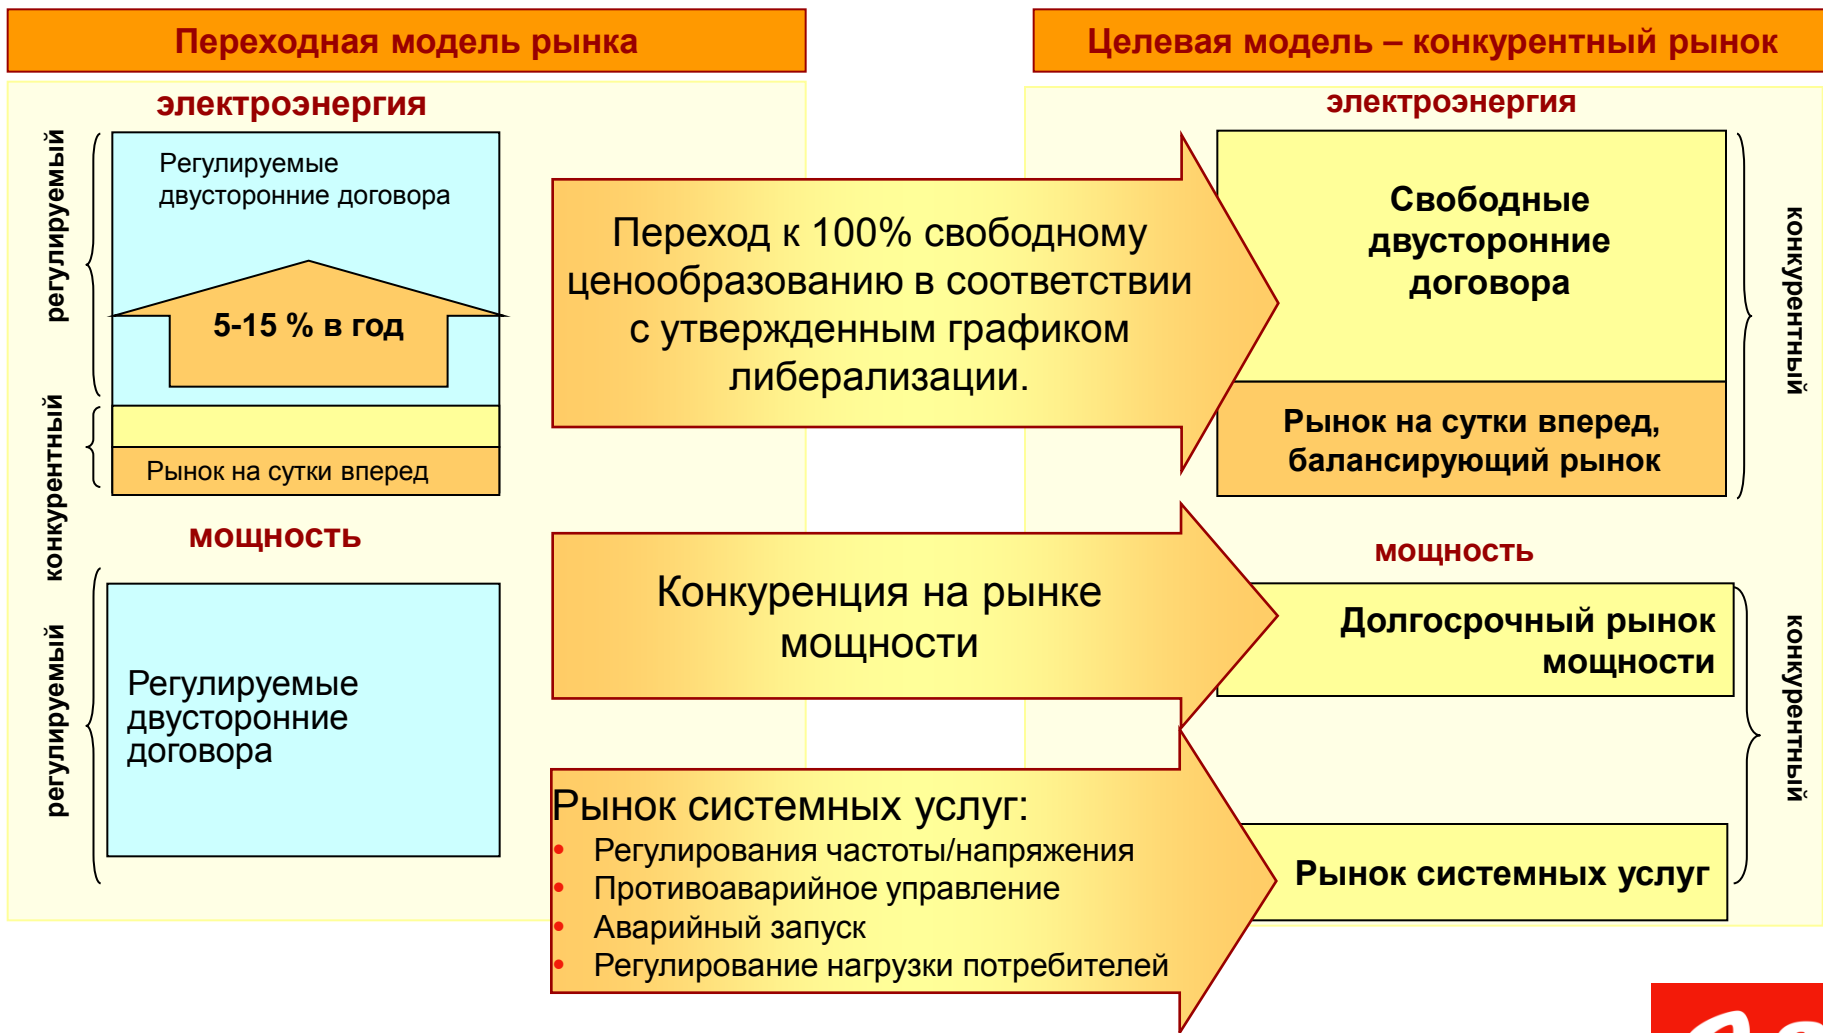 Переходная модель рынка
Целевая модель – конкурентный рынок
электроэнергия
регулируемый
Регулируемые
двусторонние договора
5-15 % в год
конкурентный
Рынок на сутки вперед
мощность
регулируемый
Регулируемые
двусторонние
договора
Переход к 100% свободному
ценообразованию в соответствии
с утвержденным графиком
либерализации.
Конкуренция на рынке
мощности
Рынок системных услуг:
• Регулирования частоты/напряжения
• Противоаварийное управление
• Аварийный запуск
• Регулирование нагрузки потребителей
электроэнергия
Свободные
двусторонние
договора
Рынок на сутки вперед,
балансирующий рынок
конкурентный
мощность
Долгосрочный рынок
мощности
Рынок системных услуг
конкурентный